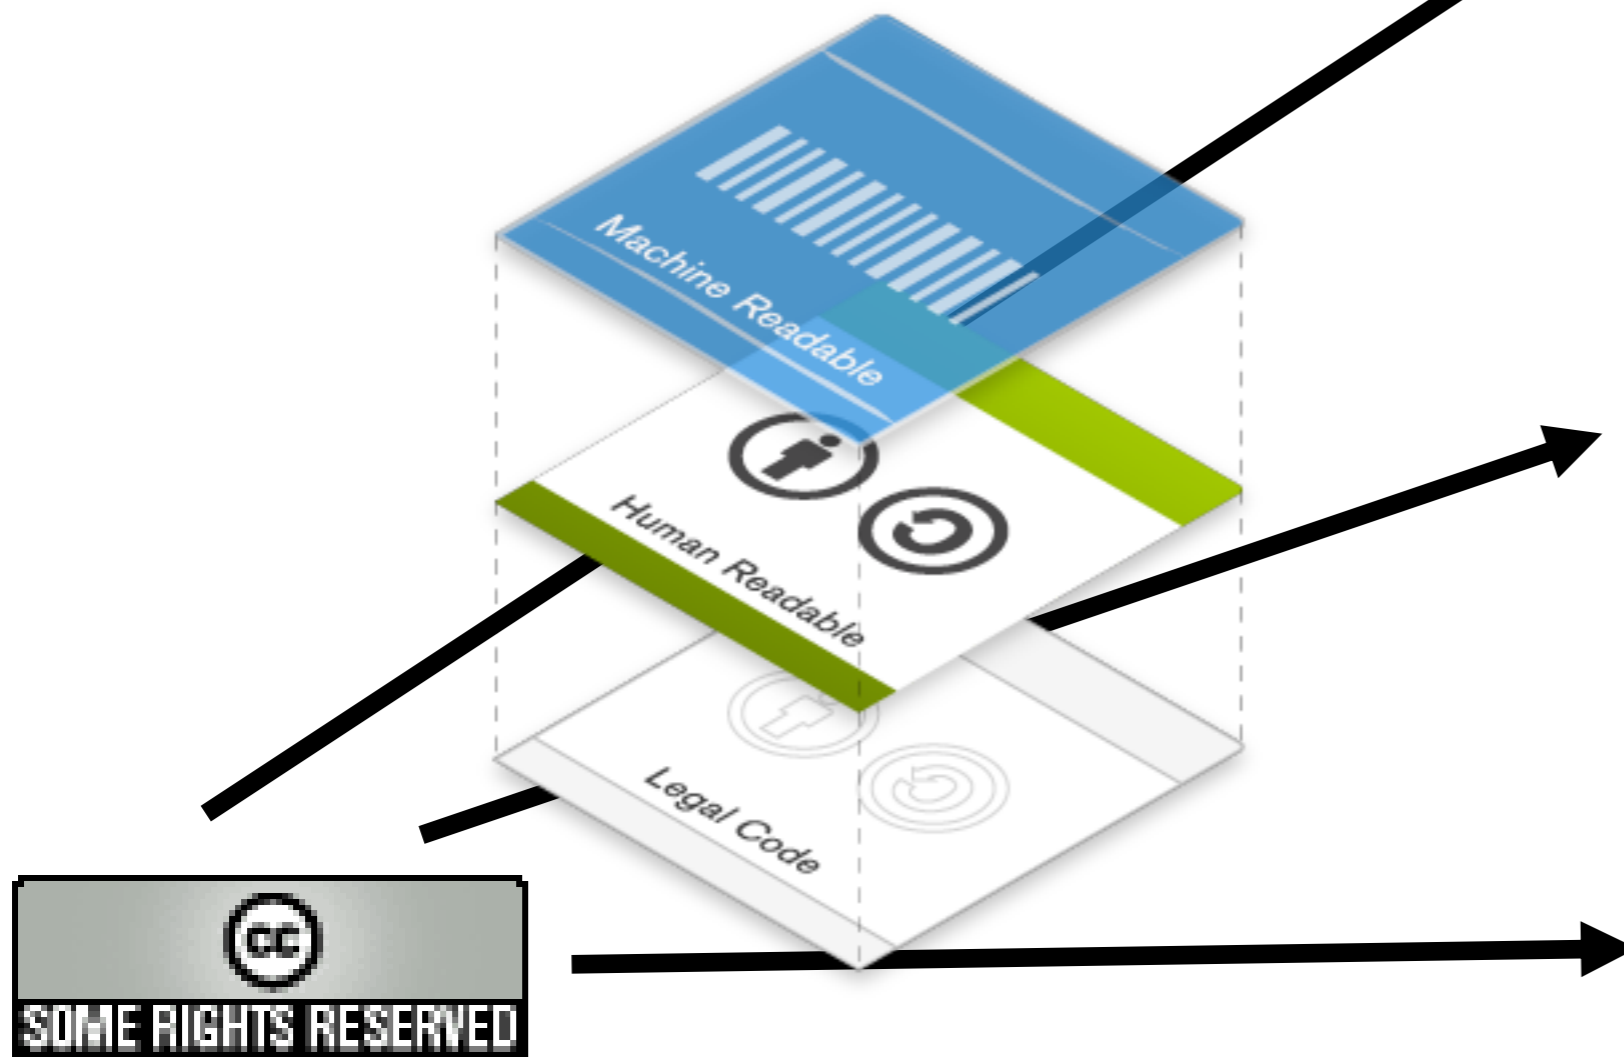 Machine Readable
Human Readable
Legal Code
cc
SOME RIGHTS RESERVED